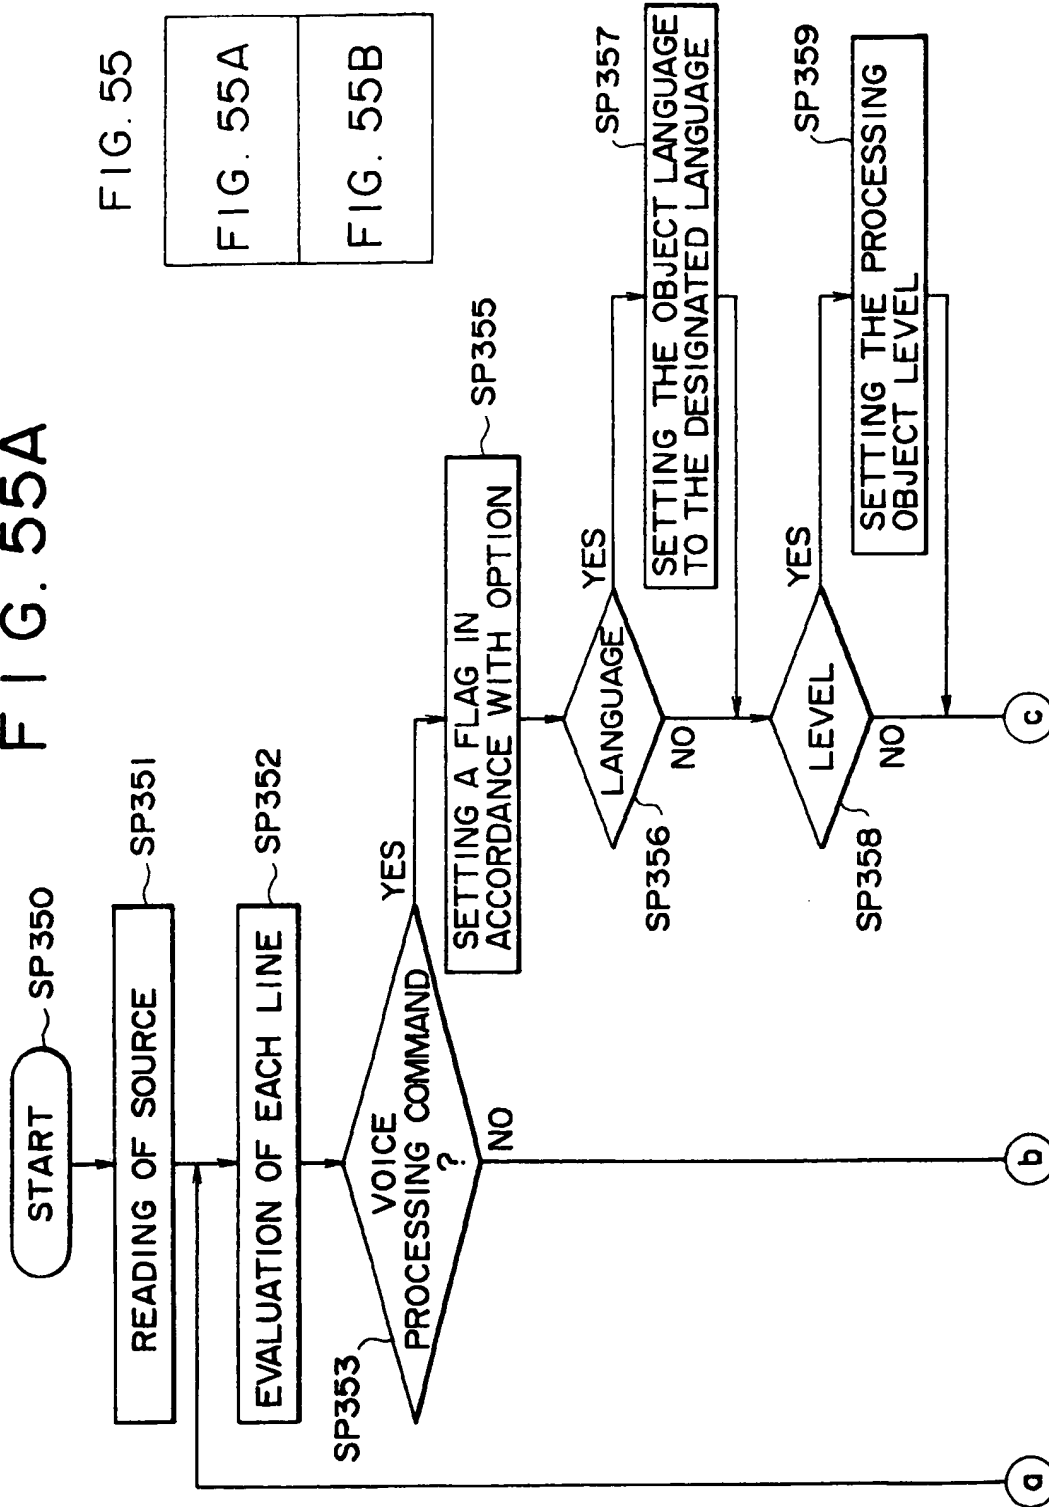 FIG. 55A
FIG. 55
FIG. 55A
FIG. 55B
START
SP350
READING OF SOURCE
SP351
EVALUATION OF EACH LINE
SP352
VOICE
PROCESSING COMMAND
?
SP353
YES
NO
SETTING A FLAG IN
ACCORDANCE WITH OPTION
SP355
LANGUAGE
SP356
YES
NO
SETTING THE OBJECT LANGUAGE
TO THE DESIGNATED LANGUAGE
SP357
LEVEL
SP358
YES
NO
SETTING THE PROCESSING
OBJECT LEVEL
SP359
a
b
c